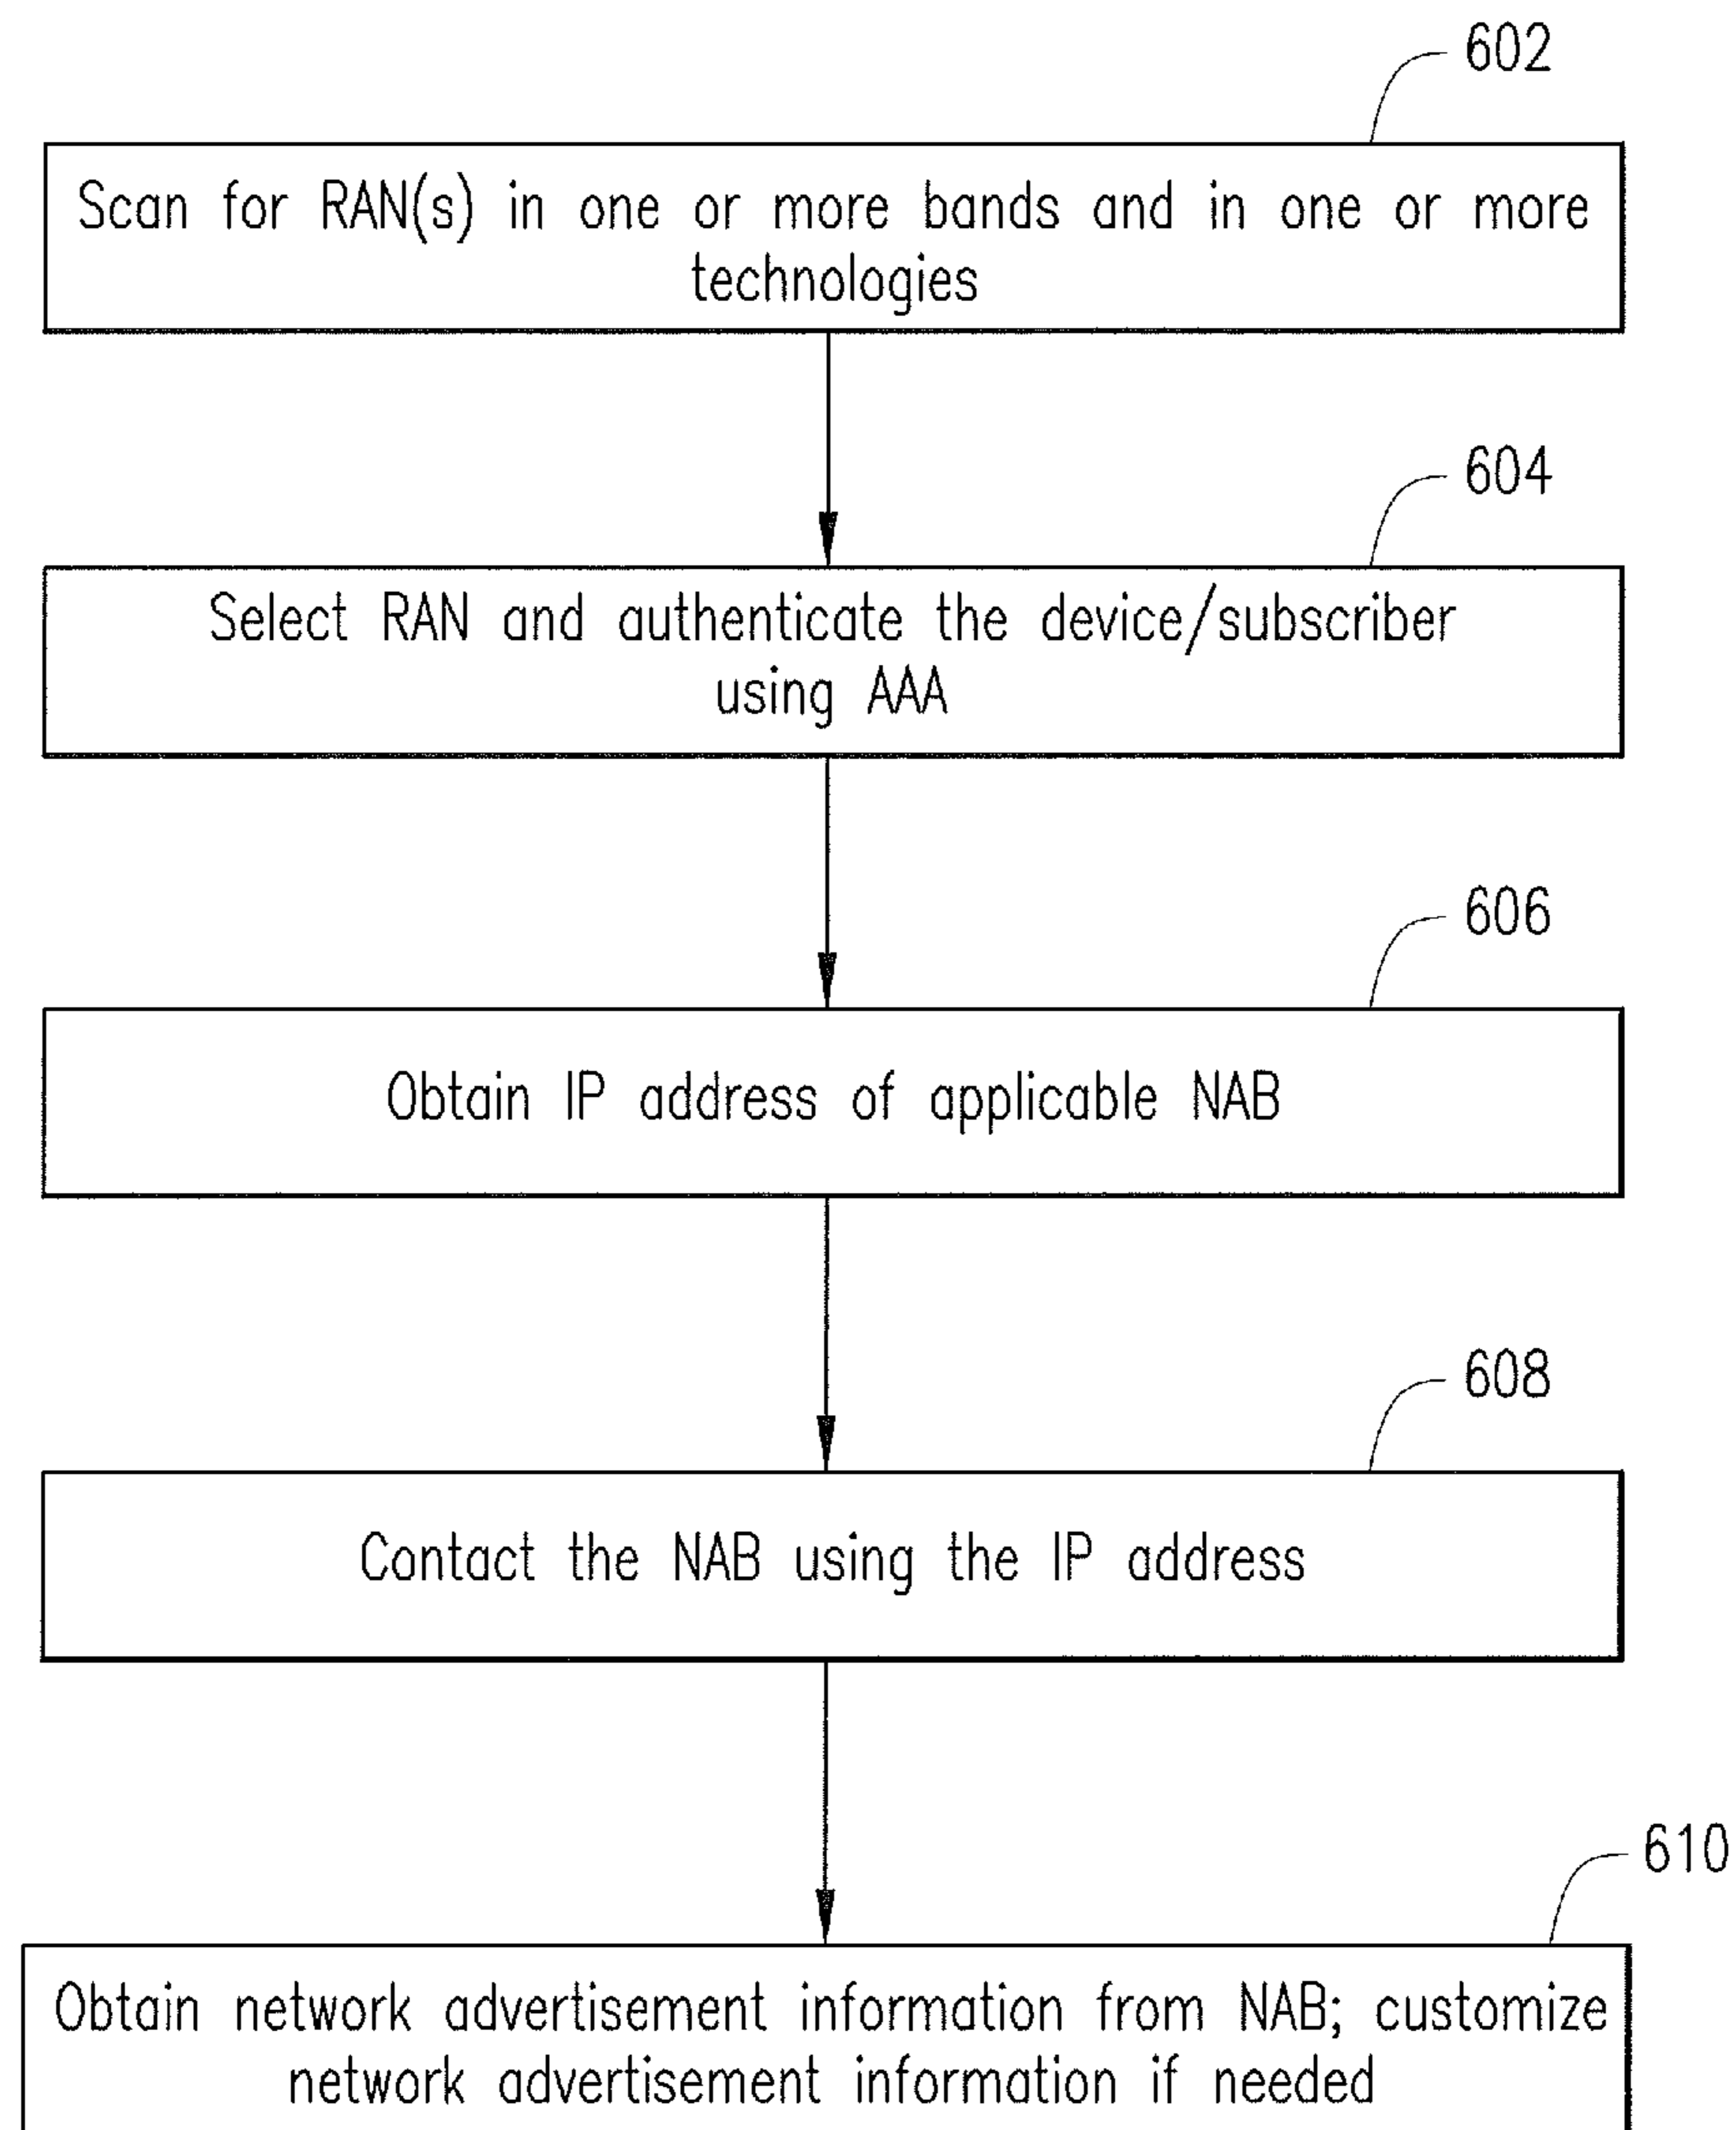 602
Scan for RAN(s) in one or more bands and in one or more
technologies
604
Select RAN and authenticate the device/subscriber
using AAA
606
Obtain IP address of applicable NAB
608
Contact the NAB using the IP address
610
Obtain network advertisement information from NAB; customize
network advertisement information if needed